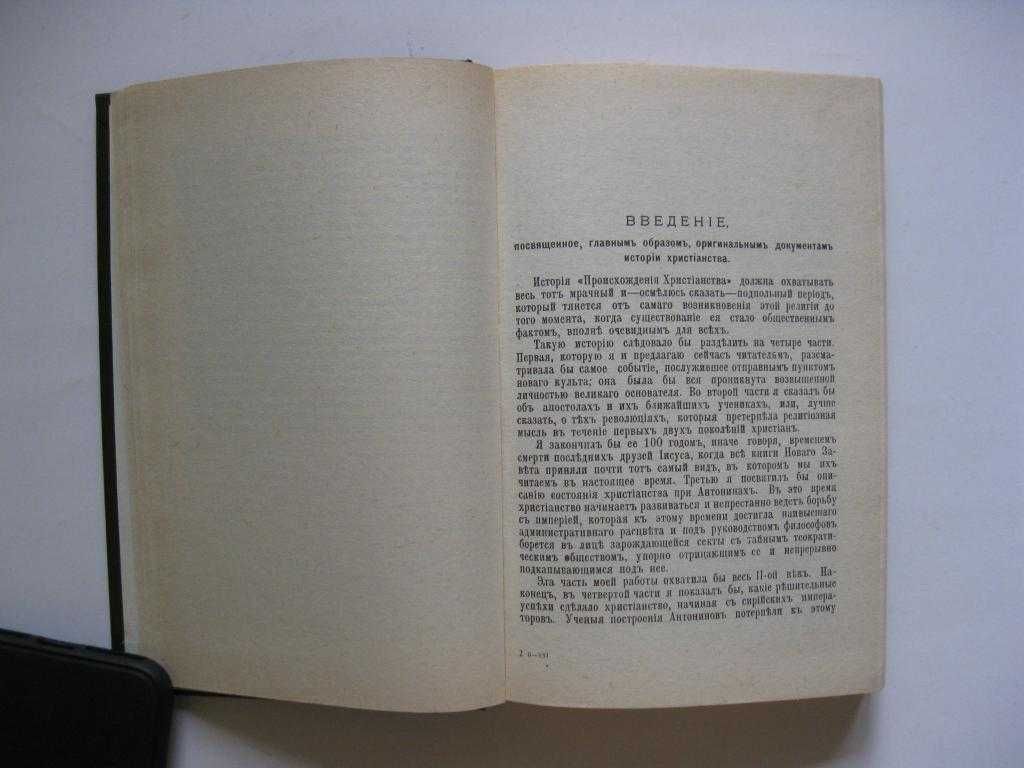 ВВЕДЕНІЕ,
посвященное, главнымъ образомъ, оригинальнымъ документамъ
исторіи христіанства.
Исторія «Происхожденія Христіанства» должна охватывать
весь тотъ мрачный и—осмѣлюсь сказать—подпольный періодъ,
который тянется отъ самаго возникновенія этой религіи до
того момента, когда существованіе ея стало общественнымъ
фактомъ, вполнѣ очевиднымъ для всѣхъ.
Такую исторію слѣдовало бы раздѣлить на четыре части.
Первая, которую я и предлагаю сейчасъ читателямъ, разсма-
тривала бы самое событіе, послужившее отправнымъ пунктомъ
новаго культа; она была бы вся проникнута возвышенной
личностью великаго основателя. Во второй части я сказалъ бы
объ апостолахъ и ихъ ближайшихъ ученикахъ, или, лучше
сказать, о тѣхъ революціяхъ, которыя претерпѣла религіозная
мысль въ теченіе первыхъ двухъ поколѣній христіанъ.
Я закончилъ бы ее 100 годомъ, иначе говоря, временемъ
смерти послѣднихъ друзей Іисуса, когда всѣ книги Новаго За-
вѣта приняли почти тотъ самый видъ, въ которомъ мы ихъ
читаемъ въ настоящее время. Третью я посвятилъ бы опи-
санію состоянія христіанства при Антонинахъ. Въ это время
христіанство начинаетъ развиваться и непрестанно ведетъ борьбу
съ имперіей, которая къ этому времени достигла наивысшаго
административнаго расцвѣта и подъ руководствомъ философовъ
борется въ лицѣ зарождающейся секты съ тайнымъ теократи-
ческимъ обществомъ, упорно отрицающимъ ее и непрерывно
подкапывающимся подъ нее.
Эта часть моей работы охватила бы весь II-ой вѣкъ. На-
конецъ, въ четвертой части я показалъ бы, какіе рѣшительные
успѣхи сдѣлало христіанство, начиная съ сирійскихъ импера-
торовъ. Ученыя построенія Антониновъ потерпѣли къ этому
2